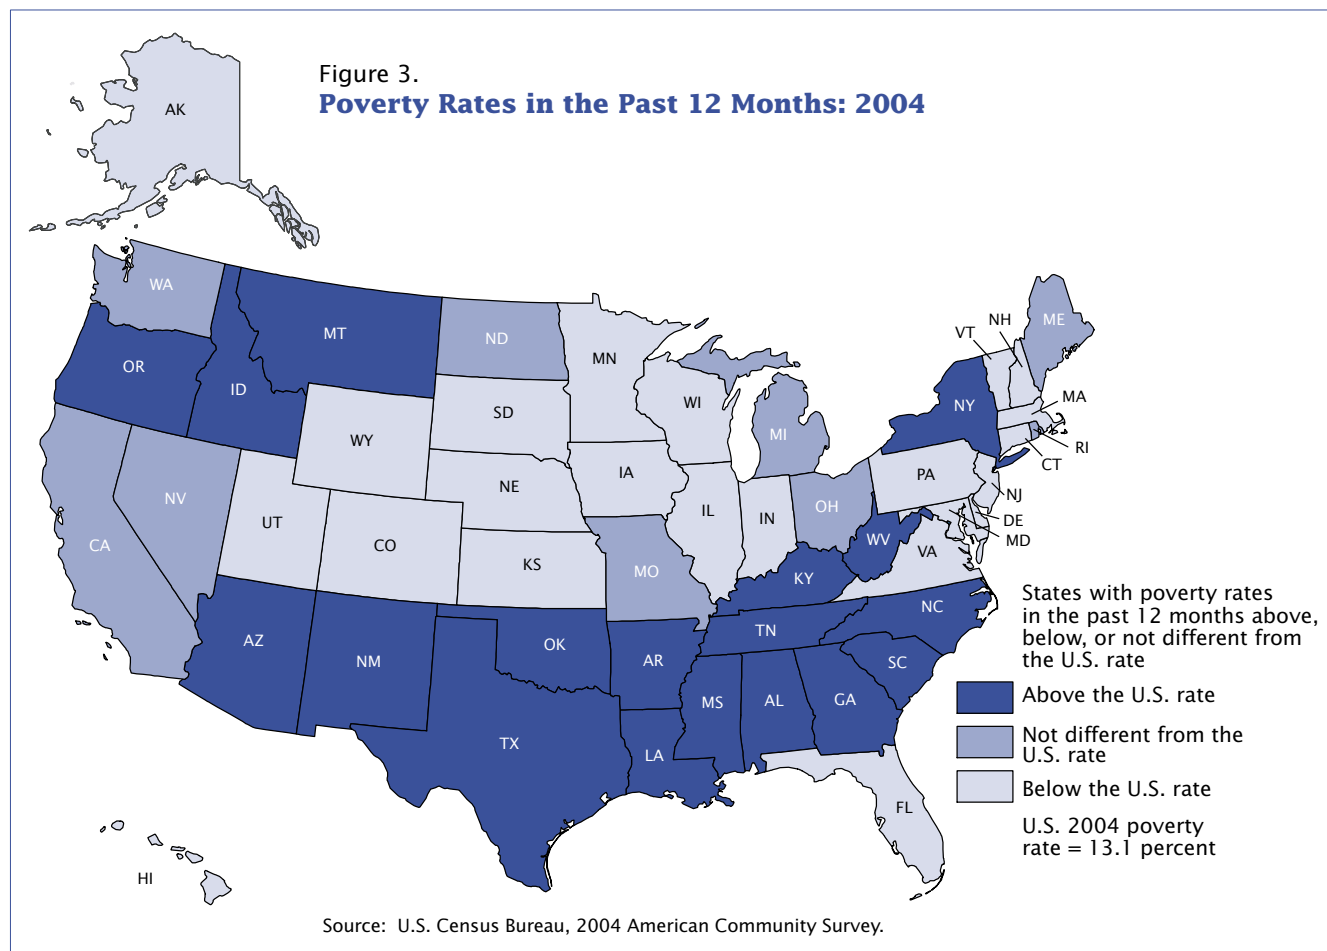 Figure 3.
Poverty Rates in the Past 12 Months: 2004
AK
WA
MT
ND
MN
VT
NH
ME
OR
ID
SD
WI
NY
MA
WY
MI
RI
CT
NV
NE
IA
PA
NJ
UT
IL
IN
OH
DE
CA
CO
WV
MD
VA
KS
MO
KY
NC
AZ
OK
TN
NM
AR
SC
MS
AL
GA
TX
LA
FL
HI
States with poverty rates
in the past 12 months above,
below, or not different from
the U.S. rate
Above the U.S. rate
Not different from the
U.S. rate
Below the U.S. rate
U.S. 2004 poverty
rate = 13.1 percent
Source: U.S. Census Bureau, 2004 American Community Survey.